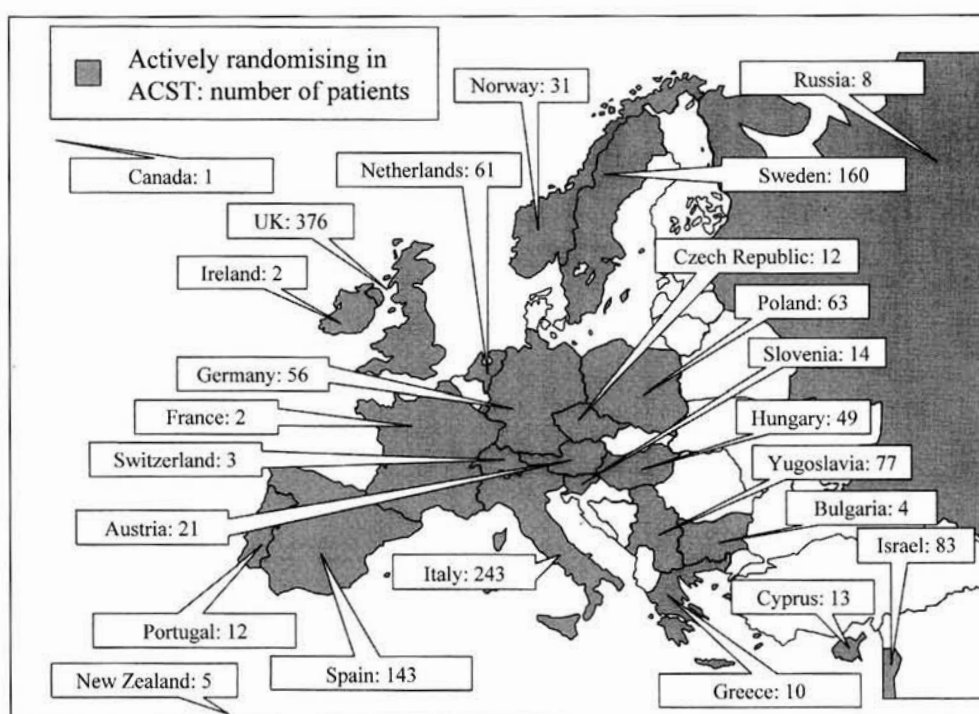 Actively randomising in
ACST: number of patients
Norway: 31
Russia: 8
Canada: 1
Netherlands: 61
Sweden: 160
UK: 376
Czech Republic: 12
Ireland: 2
Poland: 63
Slovenia: 14
Germany: 56
France: 2
Hungary: 49
Switzerland: 3
Yugoslavia: 77
Bulgaria: 4
Austria: 21
Israel: 83
Italy: 243
Cyprus: 13
Portugal: 12
Spain: 143
New Zealand: 5
Greece: 10